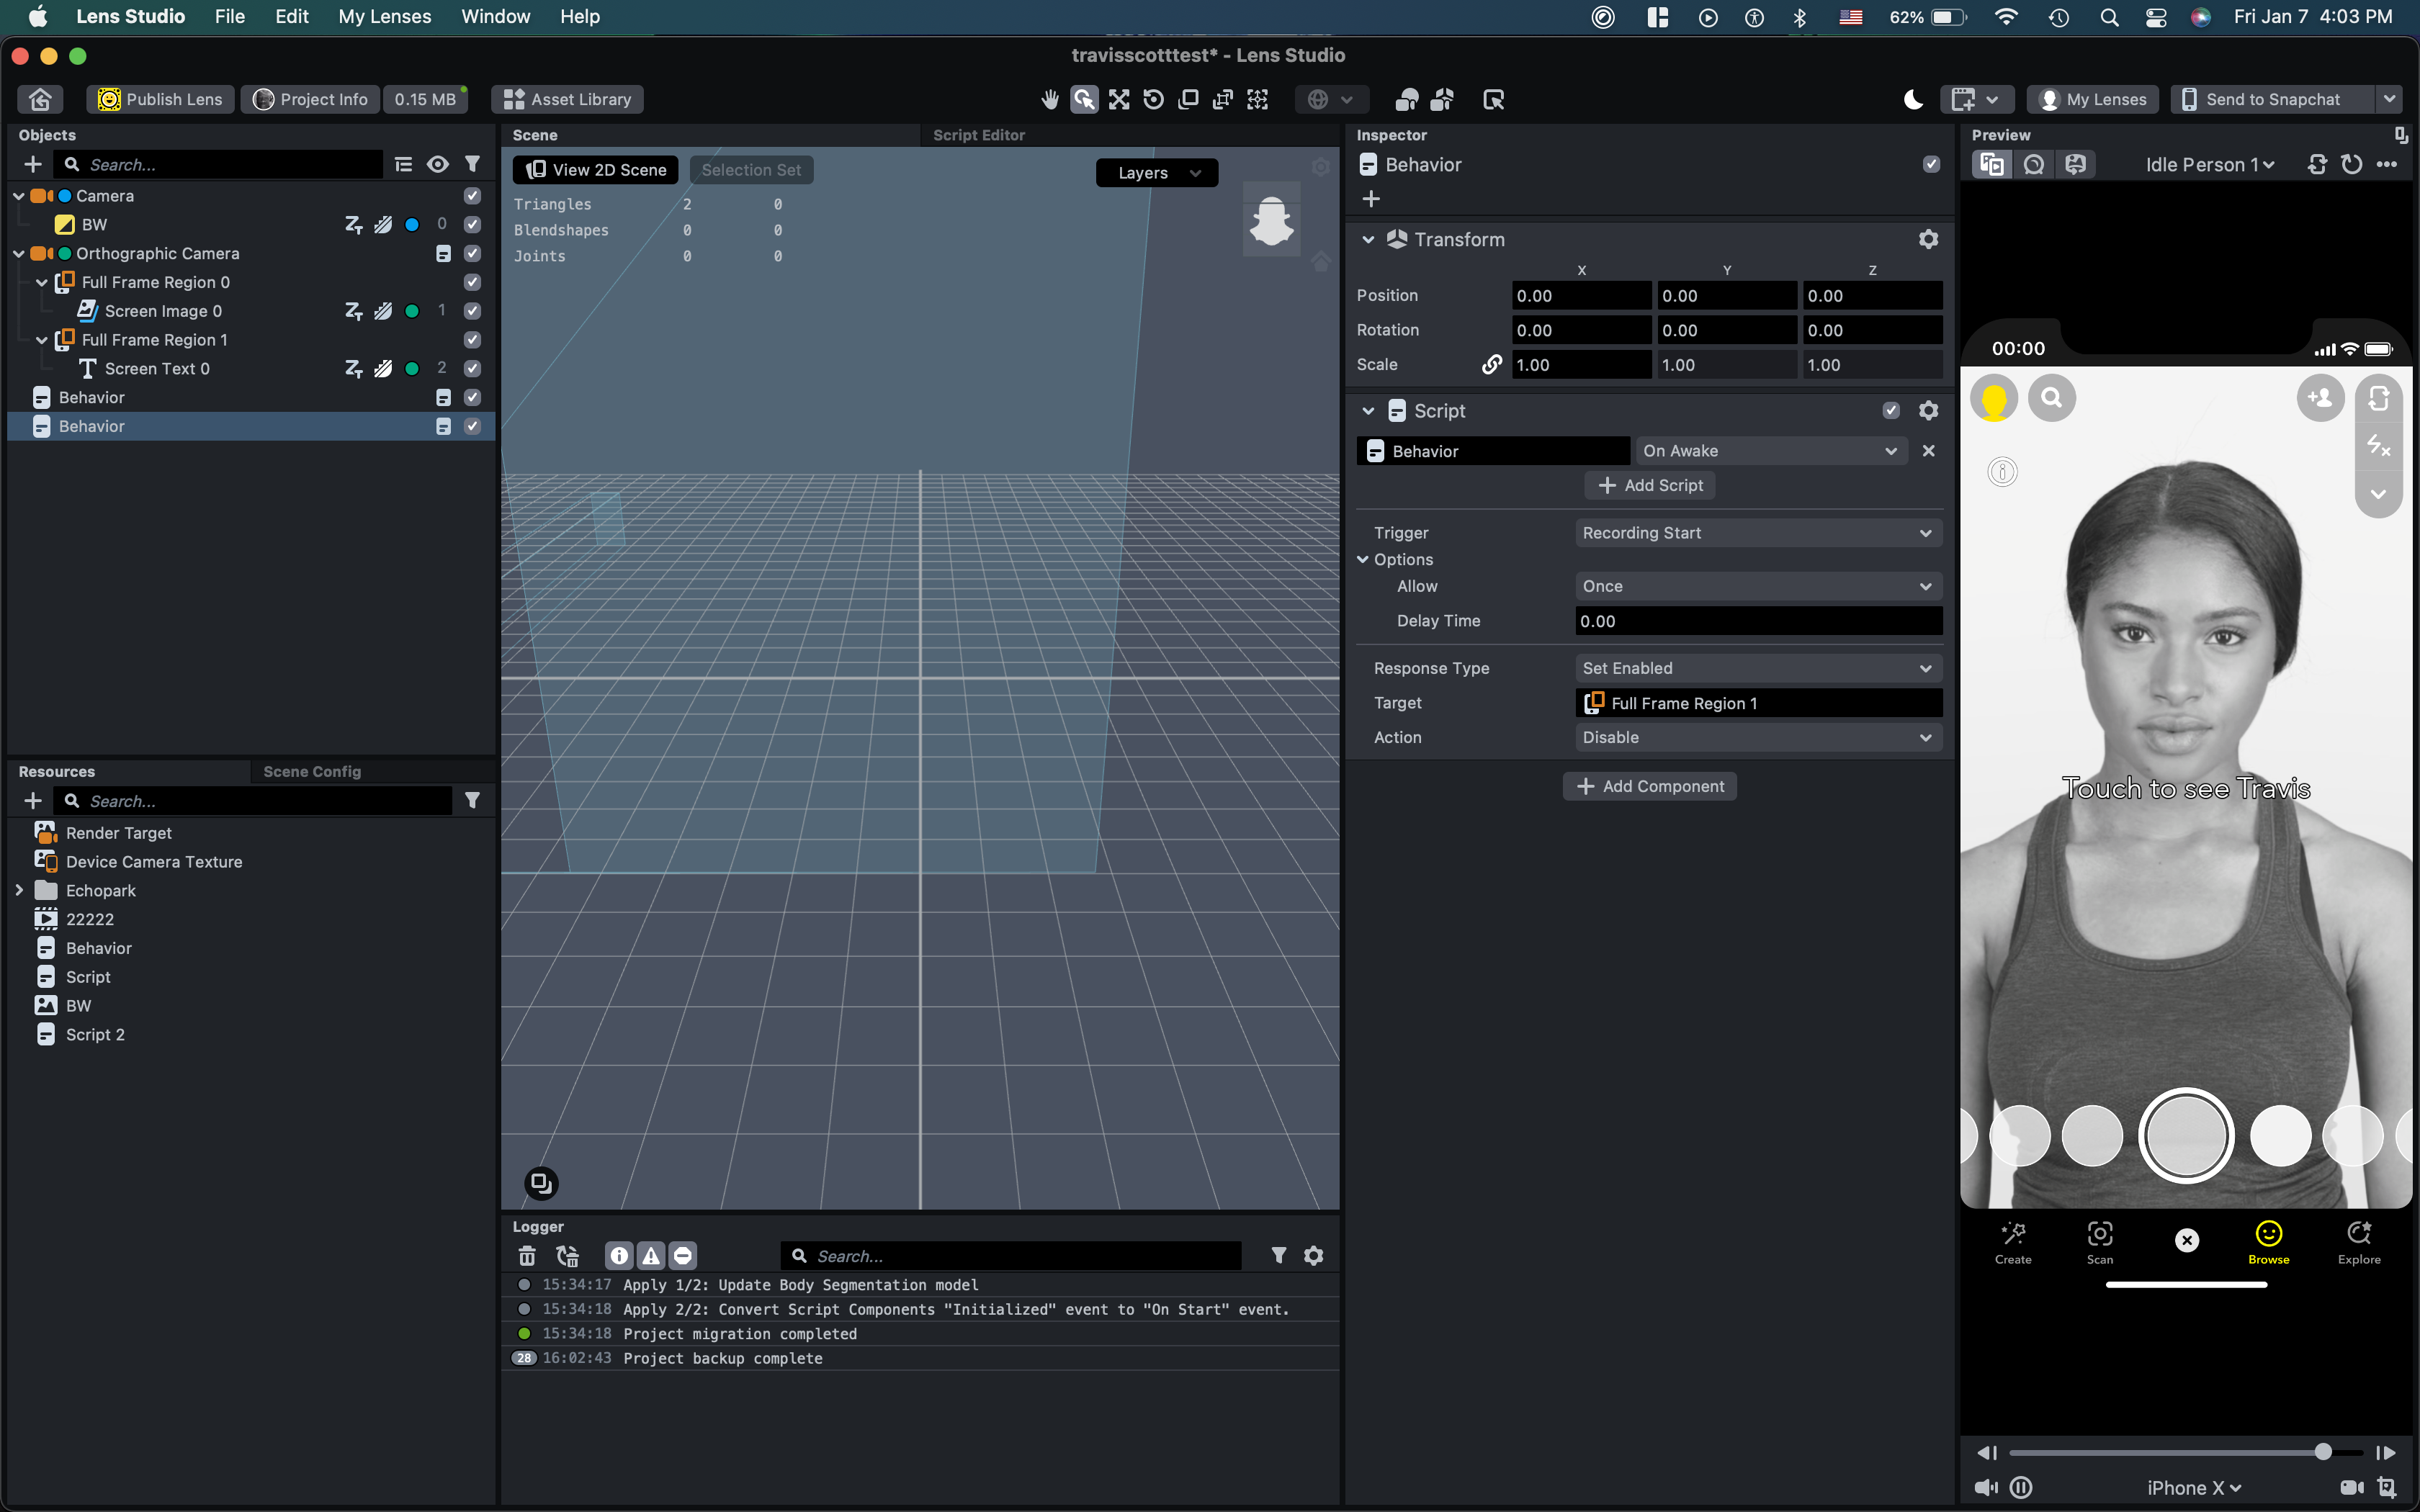 Lens Studio File Edit My Lenses Window Help 62% Fri Jan 7 4:03 PM
travisscotttest* - Lens Studio
Publish Lens Project Info 0.15 MB Asset Library My Lenses Send to Snapchat
Objects
Search...
Camera
BW 0
Orthographic Camera
Full Frame Region 0
Screen Image 0 1
Full Frame Region 1
Screen Text 0 2
Behavior
Behavior
Resources Scene Config
Search...
Render Target
Device Camera Texture
Echopark
22222
Behavior
Script
BW
Script 2
Scene Script Editor
View 2D Scene Selection Set Layers
Triangles 2 0
Blendshapes 0 0
Joints 0 0
Logger
Search...
15:34:17 Apply 1/2: Update Body Segmentation model
15:34:18 Apply 2/2: Convert Script Components "Initialized" event to "On Start" event.
15:34:18 Project migration completed
28 16:02:43 Project backup complete
Inspector
Behavior
Transform
X Y Z
Position 0.00 0.00 0.00
Rotation 0.00 0.00 0.00
Scale 1.00 1.00 1.00
Script
Behavior On Awake
Add Script
Trigger Recording Start
Options
Allow Once
Delay Time 0.00
Response Type Set Enabled
Target Full Frame Region 1
Action Disable
Add Component
Preview
Idle Person 1
00:00
Touch to see Travis
Create Scan Browse Explore
iPhone X